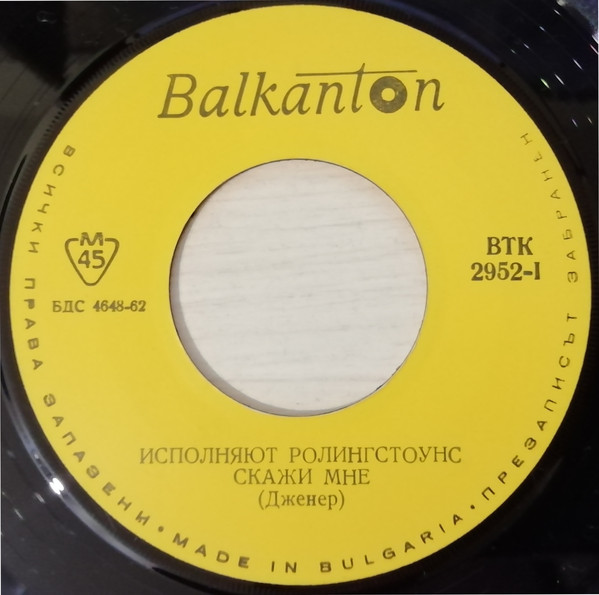 Balkanton
M
45
БДС 4648-62
ВТК
2952-I
ИСПОЛНЯЮТ РОЛИНГСТОУНС
СКАЖИ МНЕ
(Дженер)
ВСИЧКИ ПРАВА ЗАПАЗЕНИ • MADE IN BULGARIA • ПРЕЗАПИСЪТ ЗАБРАНЕН